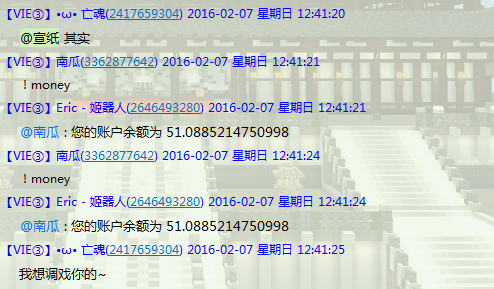 【VIE③】•ω• 亡魂(2417659304) 2016-02-07 星期日 12:41:20
@宣纸 其实
【VIE③】南瓜(3362877642) 2016-02-07 星期日 12:41:21
！money
【VIE③】Eric - 姬器人(2646493280) 2016-02-07 星期日 12:41:21
@南瓜 : 您的账户余额为 51.0885214750998
【VIE③】南瓜(3362877642) 2016-02-07 星期日 12:41:24
！money
【VIE③】Eric - 姬器人(2646493280) 2016-02-07 星期日 12:41:24
@南瓜 : 您的账户余额为 51.0885214750998
【VIE③】•ω• 亡魂(2417659304) 2016-02-07 星期日 12:41:25
我想调戏你的~